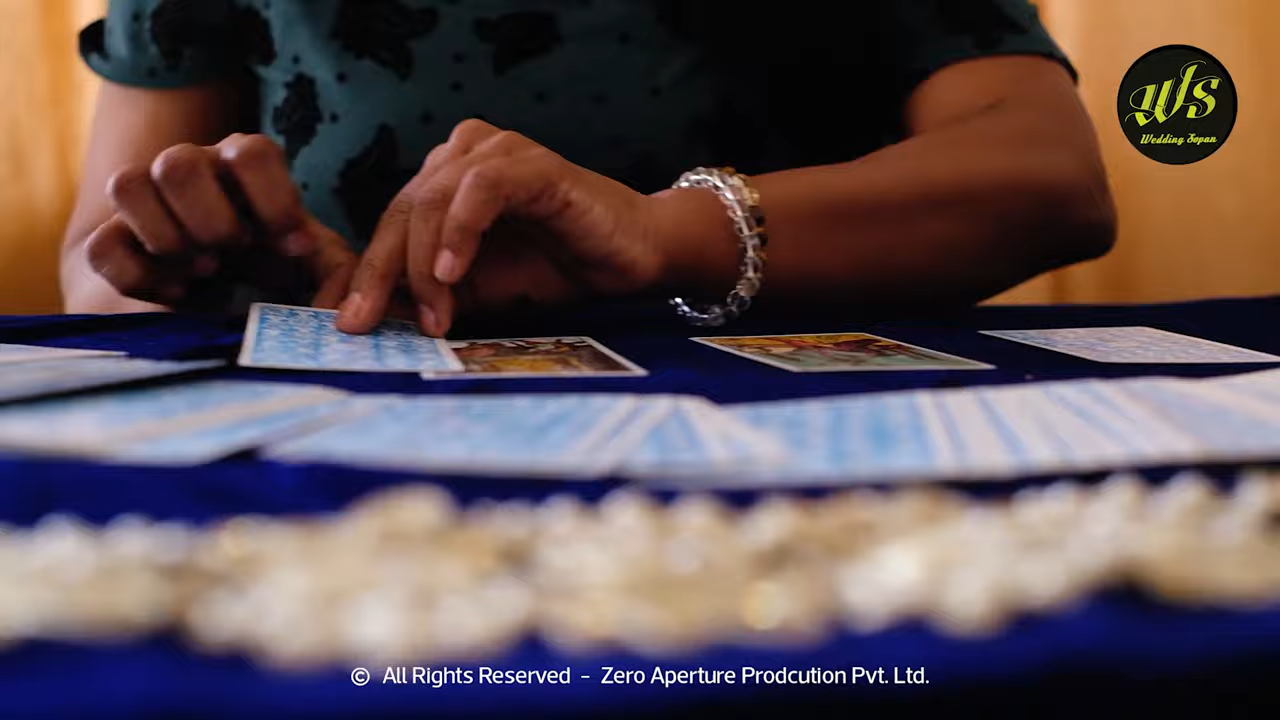 WS
Wedding Sopan
© All Rights Reserved - Zero Aperture Prodcution Pvt. Ltd.